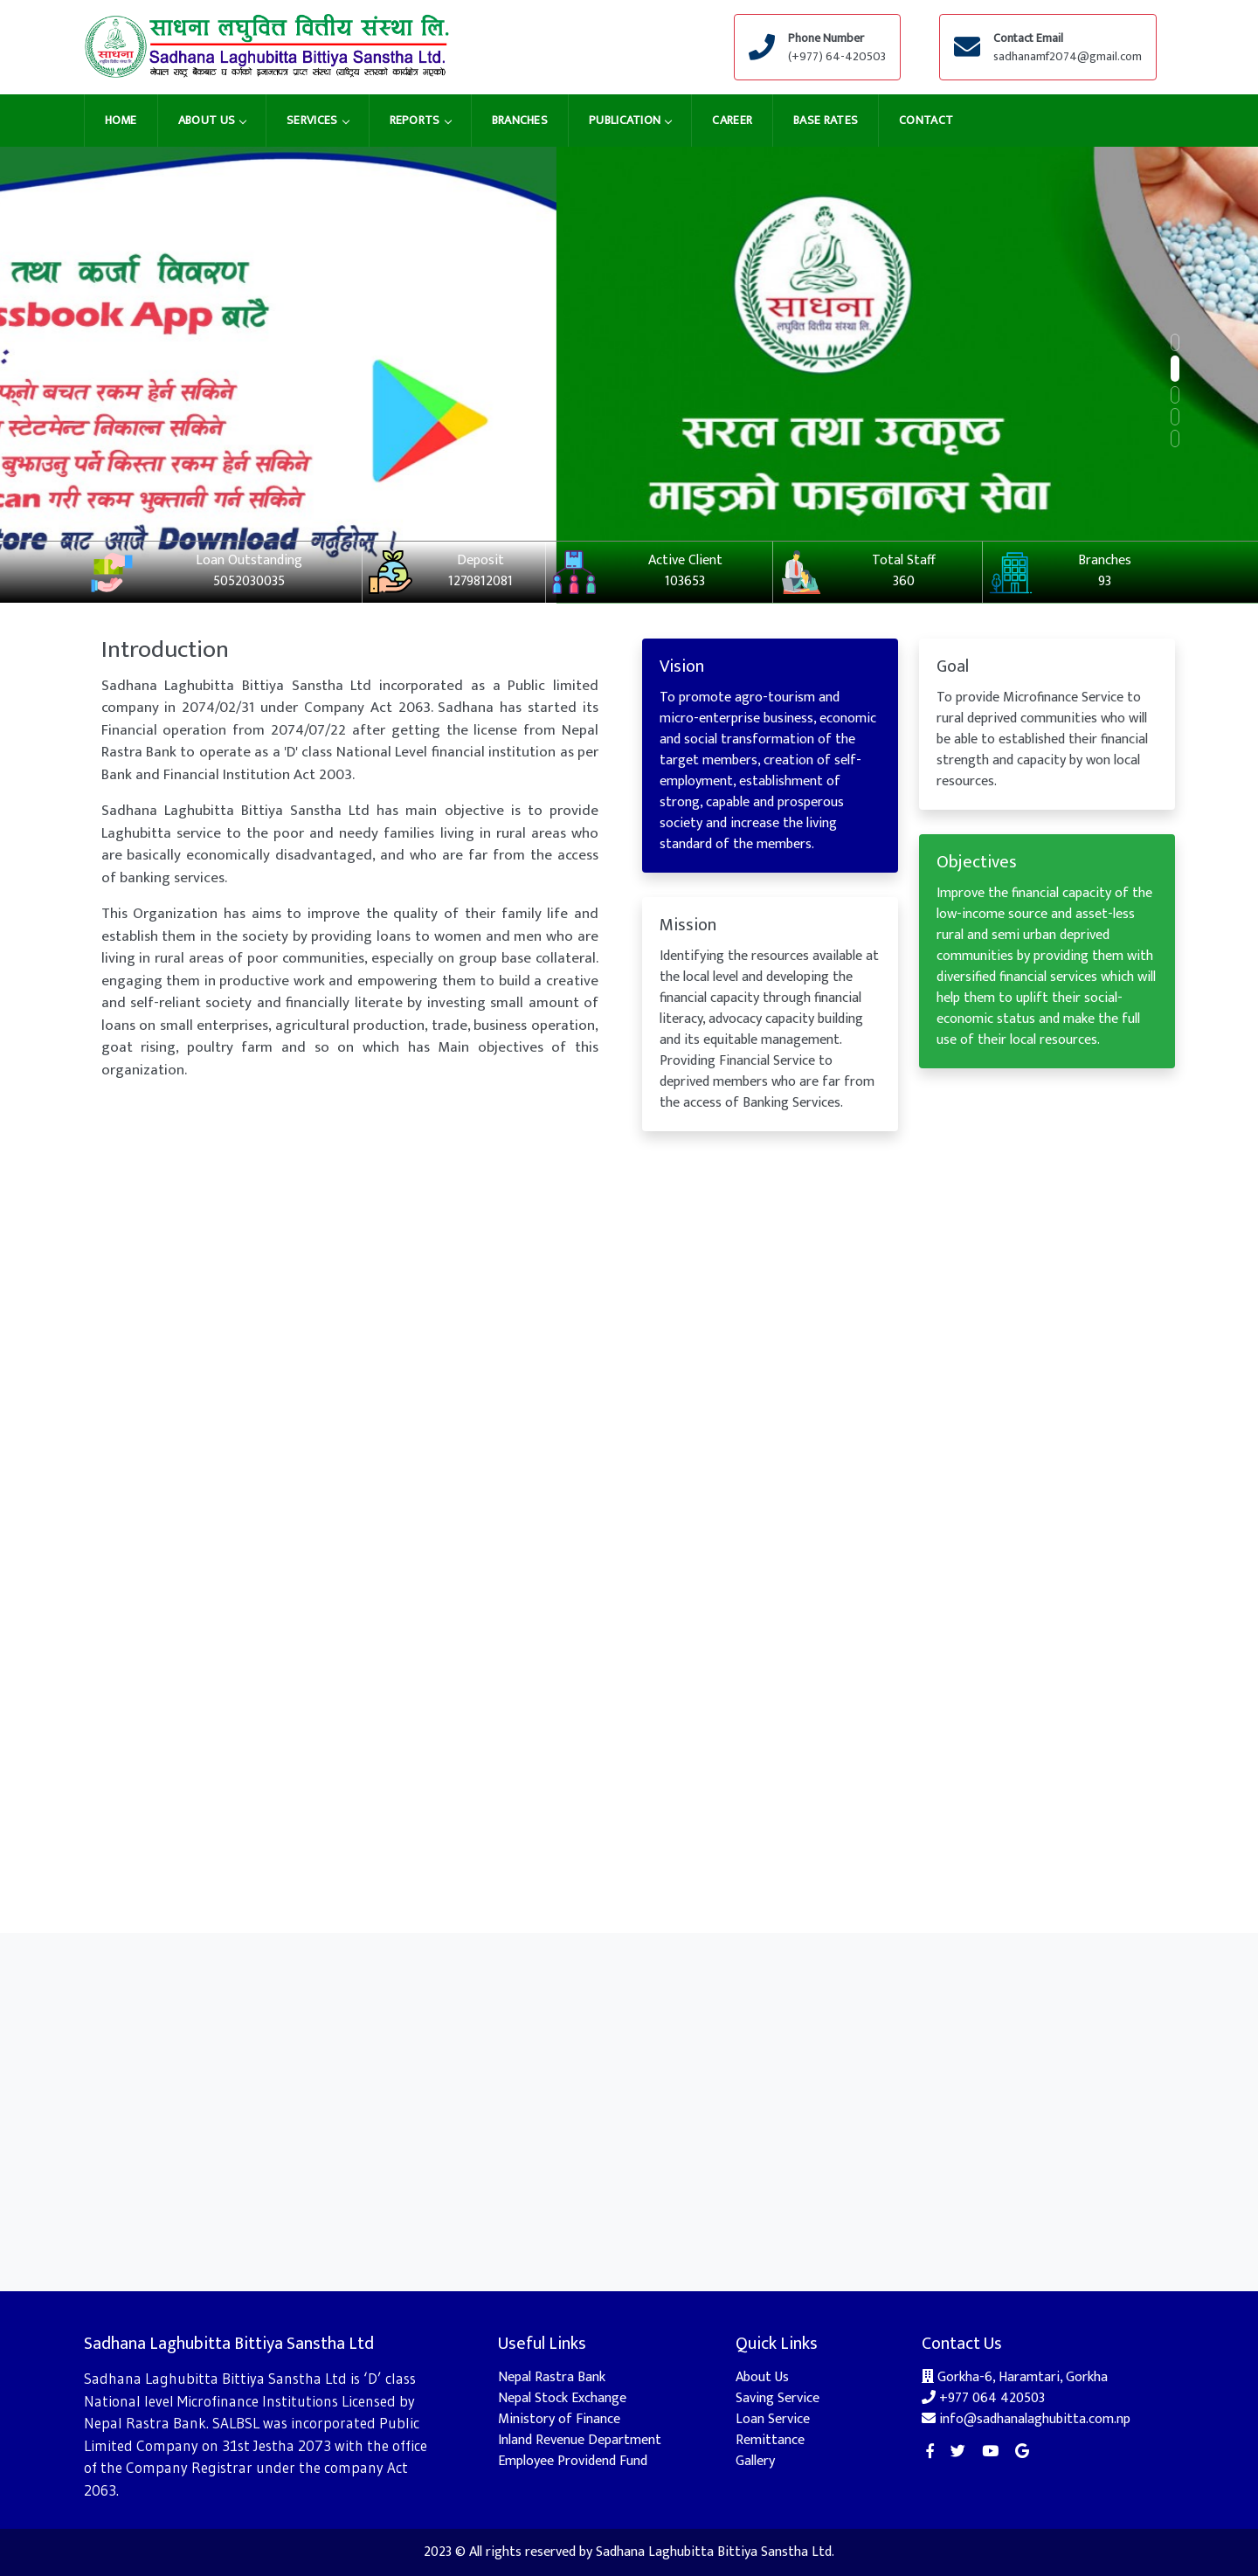 साधना लघुवित्त वित्तीय संस्था लि.
Sadhana Laghubitta Bittiya Sanstha Ltd.
नेपाल राष्ट्र बैंकबाट घ वर्गको इजाजतपत्र प्राप्त संस्था (राष्ट्रिय स्तरको कार्यक्षेत्र भएको)
Phone Number
(+977) 64-420503
Contact Email
sadhanamf2074@gmail.com
HOME
ABOUT US
SERVICES
REPORTS
BRANCHES
PUBLICATION
CAREER
BASE RATES
CONTACT
तथा कर्जा विवरण
ssbook App बाटै
:
फ्नो बचत रकम हेर्न सकिने
स्टेटमेन्ट निकाल्न सकिने
बुझाउनु पर्ने किस्ता रकम हेर्न सकिने
can गरी रकम भुक्तानी गर्न सकिने
tore बाट आजै Download गर्नुहोस् ।
साधना
लघुवित्त वित्तीय संस्था लि.
सरल तथा उत्कृष्ठ
माइक्रो फाइनान्स सेवा
Loan Outstanding
5052030035
Deposit
1279812081
Active Client
103653
Total Staff
360
Branches
93
Introduction
Sadhana Laghubitta Bittiya Sanstha Ltd incorporated as a Public limited
company in 2074/02/31 under Company Act 2063. Sadhana has started its
Financial operation from 2074/07/22 after getting the license from Nepal
Rastra Bank to operate as a 'D' class National Level financial institution as per
Bank and Financial Institution Act 2003.
Sadhana Laghubitta Bittiya Sanstha Ltd has main objective is to provide
Laghubitta service to the poor and needy families living in rural areas who
are basically economically disadvantaged, and who are far from the access
of banking services.
This Organization has aims to improve the quality of their family life and
establish them in the society by providing loans to women and men who are
living in rural areas of poor communities, especially on group base collateral.
engaging them in productive work and empowering them to build a creative
and self-reliant society and financially literate by investing small amount of
loans on small enterprises, agricultural production, trade, business operation,
goat rising, poultry farm and so on which has Main objectives of this
organization.
Vision
To promote agro-tourism and
micro-enterprise business, economic
and social transformation of the
target members, creation of self-
employment, establishment of
strong, capable and prosperous
society and increase the living
standard of the members.
Mission
Identifying the resources available at
the local level and developing the
financial capacity through financial
literacy, advocacy capacity building
and its equitable management.
Providing Financial Service to
deprived members who are far from
the access of Banking Services.
Goal
To provide Microfinance Service to
rural deprived communities who will
be able to established their financial
strength and capacity by won local
resources.
Objectives
Improve the financial capacity of the
low-income source and asset-less
rural and semi urban deprived
communities by providing them with
diversified financial services which will
help them to uplift their social-
economic status and make the full
use of their local resources.
Sadhana Laghubitta Bittiya Sanstha Ltd
Sadhana Laghubitta Bittiya Sanstha Ltd is ‘D’ class
National level Microfinance Institutions Licensed by
Nepal Rastra Bank. SALBSL was incorporated Public
Limited Company on 31st Jestha 2073 with the office
of the Company Registrar under the company Act
2063.
Useful Links
Nepal Rastra Bank
Nepal Stock Exchange
Ministory of Finance
Inland Revenue Department
Employee Providend Fund
Quick Links
About Us
Saving Service
Loan Service
Remittance
Gallery
Contact Us
Gorkha-6, Haramtari, Gorkha
+977 064 420503
info@sadhanalaghubitta.com.np
2023 © All rights reserved by Sadhana Laghubitta Bittiya Sanstha Ltd.